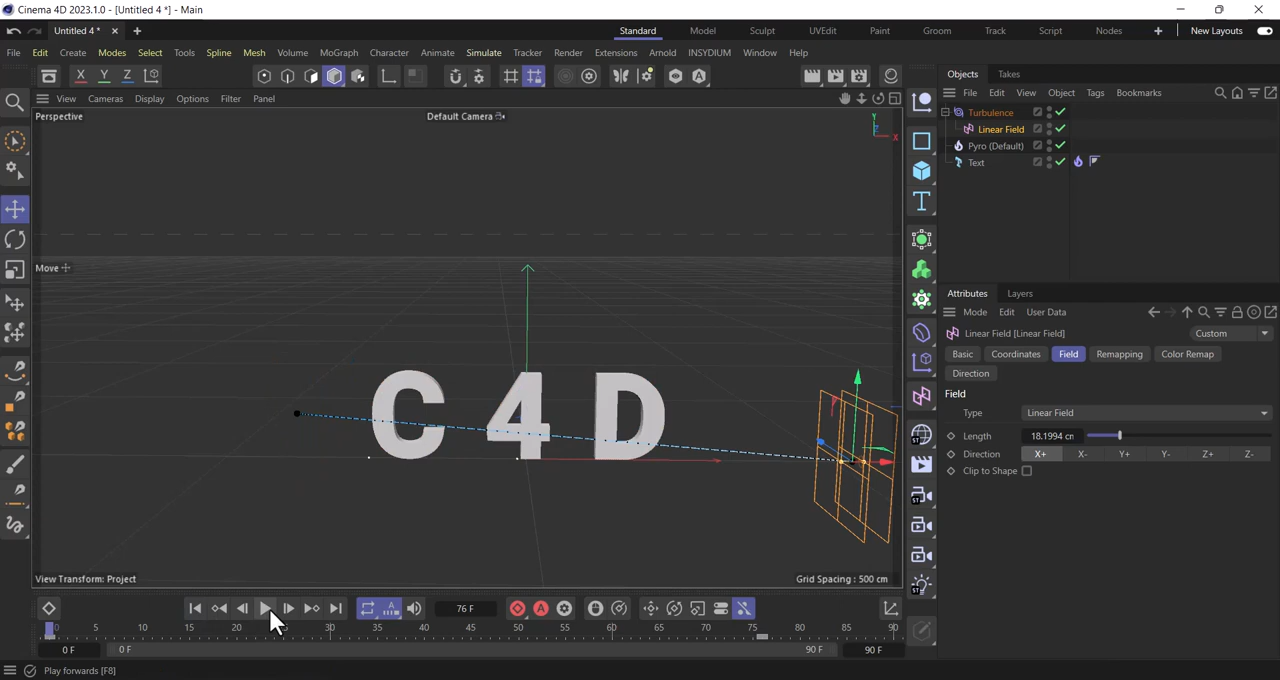 Cinema 4D 2023.1.0 - [Untitled 4 *] - Main
Untitled 4 *
Standard Model Sculpt UVEdit Paint Groom Track Script Nodes New Layouts
File Edit Create Modes Select Tools Spline Mesh Volume MoGraph Character Animate Simulate Tracker Render Extensions Arnold INSYDIUM Window Help
X Y Z
Objects Takes
View Cameras Display Options Filter Panel
File Edit View Object Tags Bookmarks
Perspective
Default Camera
Y
Z
X
Turbulence
Linear Field
Pyro (Default)
Text
Move
C 4 D
Attributes Layers
Mode Edit User Data
Linear Field [Linear Field]
Custom
Basic Coordinates Field Remapping Color Remap
Direction
Field
Type Linear Field
Length 18.1994 cm
Direction X+ X- Y+ Y- Z+ Z-
Clip to Shape
View Transform: Project
Grid Spacing : 500 cm
76 F
0 5 10 15 20 25 30 35 40 45 50 55 60 65 70 75 80 85 90
0 F 0 F 90 F 90 F
Play forwards [F8]